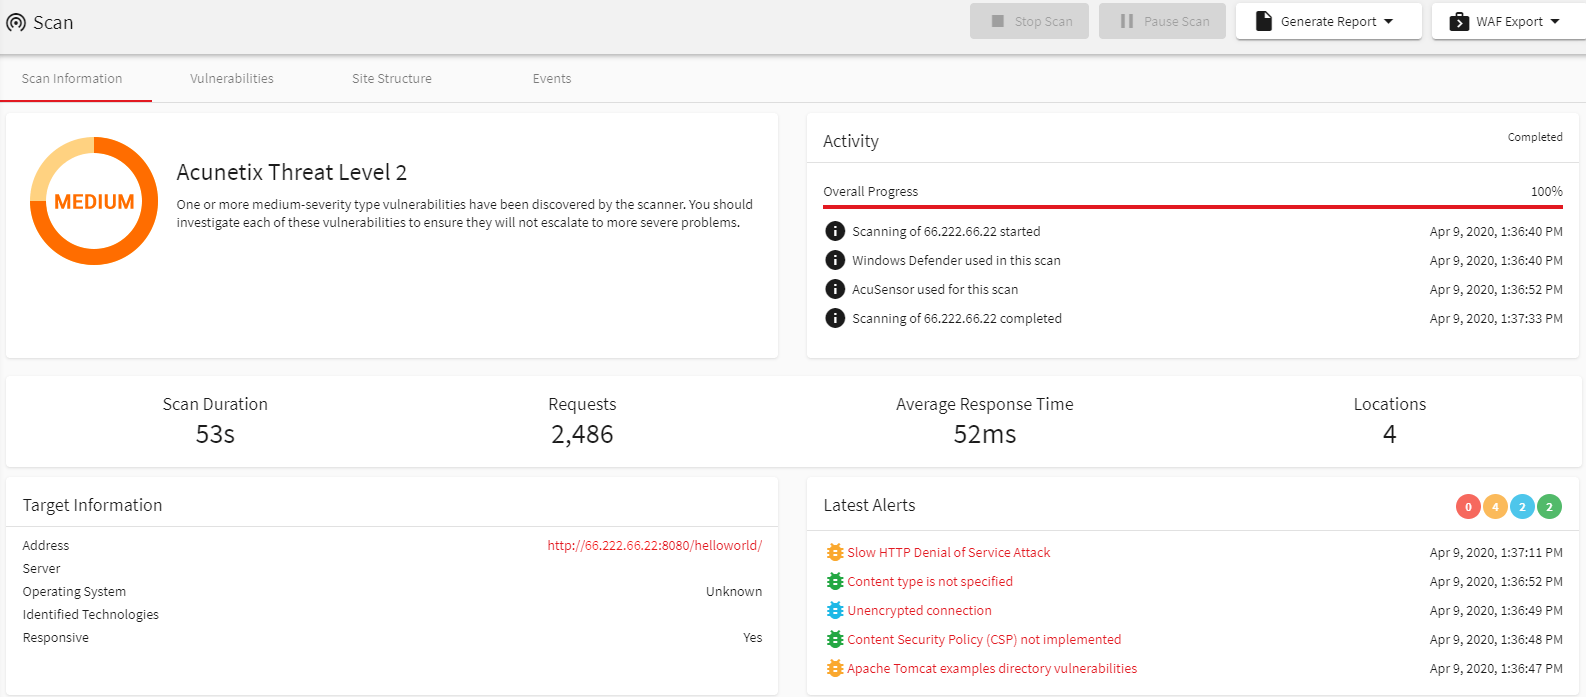 Scan
Stop Scan
Pause Scan
Generate Report
WAF Export
Scan Information
Vulnerabilities
Site Structure
Events
MEDIUM
Acunetix Threat Level 2
One or more medium-severity type vulnerabilities have been discovered by the scanner. You should
investigate each of these vulnerabilities to ensure they will not escalate to more severe problems.
Activity
Completed
Overall Progress 100%
Scanning of 66.222.66.22 started Apr 9, 2020, 1:36:40 PM
Windows Defender used in this scan Apr 9, 2020, 1:36:40 PM
AcuSensor used for this scan Apr 9, 2020, 1:36:52 PM
Scanning of 66.222.66.22 completed Apr 9, 2020, 1:37:33 PM
Scan Duration
53s
Requests
2,486
Average Response Time
52ms
Locations
4
Target Information
Address http://66.222.66.22:8080/helloworld/
Server
Operating System Unknown
Identified Technologies
Responsive Yes
Latest Alerts 0 4 2 2
Slow HTTP Denial of Service Attack Apr 9, 2020, 1:37:11 PM
Content type is not specified Apr 9, 2020, 1:36:52 PM
Unencrypted connection Apr 9, 2020, 1:36:49 PM
Content Security Policy (CSP) not implemented Apr 9, 2020, 1:36:48 PM
Apache Tomcat examples directory vulnerabilities Apr 9, 2020, 1:36:47 PM